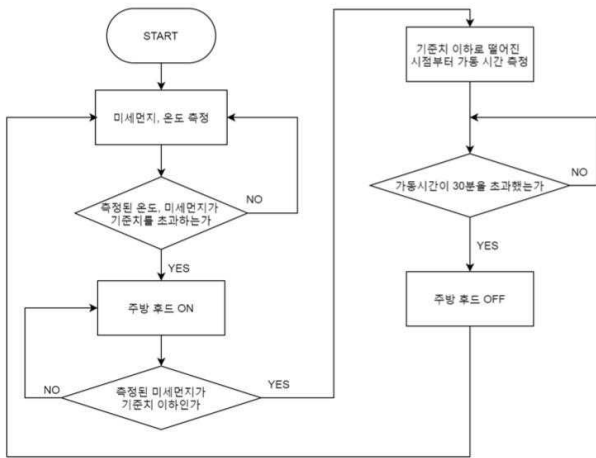 START
미세먼지, 온도 측정
측정된 온도, 미세먼지가
기준치를 초과하는가
NO
YES
주방 후드 ON
측정된 미세먼지가
기준치 이하인가
NO
YES
기준치 이하로 떨어진
시점부터 가동 시간 측정
가동시간이 30분을 초과했는가
NO
YES
주방 후드 OFF